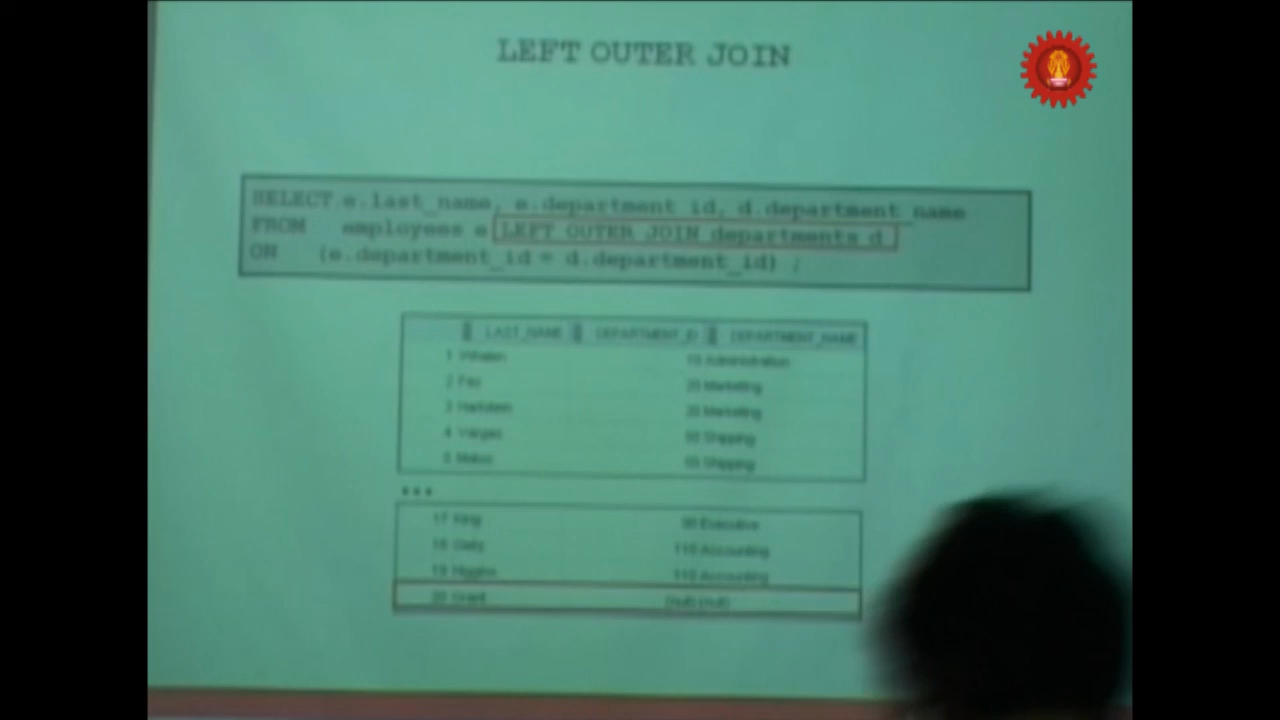 LEFT OUTER JOIN
SELECT e.last_name, e.department_id, d.department_name
FROM employees e LEFT OUTER JOIN departments d
ON (e.department_id = d.department_id) ;
LAST_NAME DEPARTMENT_ID DEPARTMENT_NAME
1 Whalen 10 Administration
2 Fay 20 Marketing
3 Hartstein 20 Marketing
4 Vargas 50 Shipping
5 Matos 50 Shipping
...
17 King 90 Executive
18 Gietz 110 Accounting
19 Higgins 110 Accounting
20 Grant (null) (null)